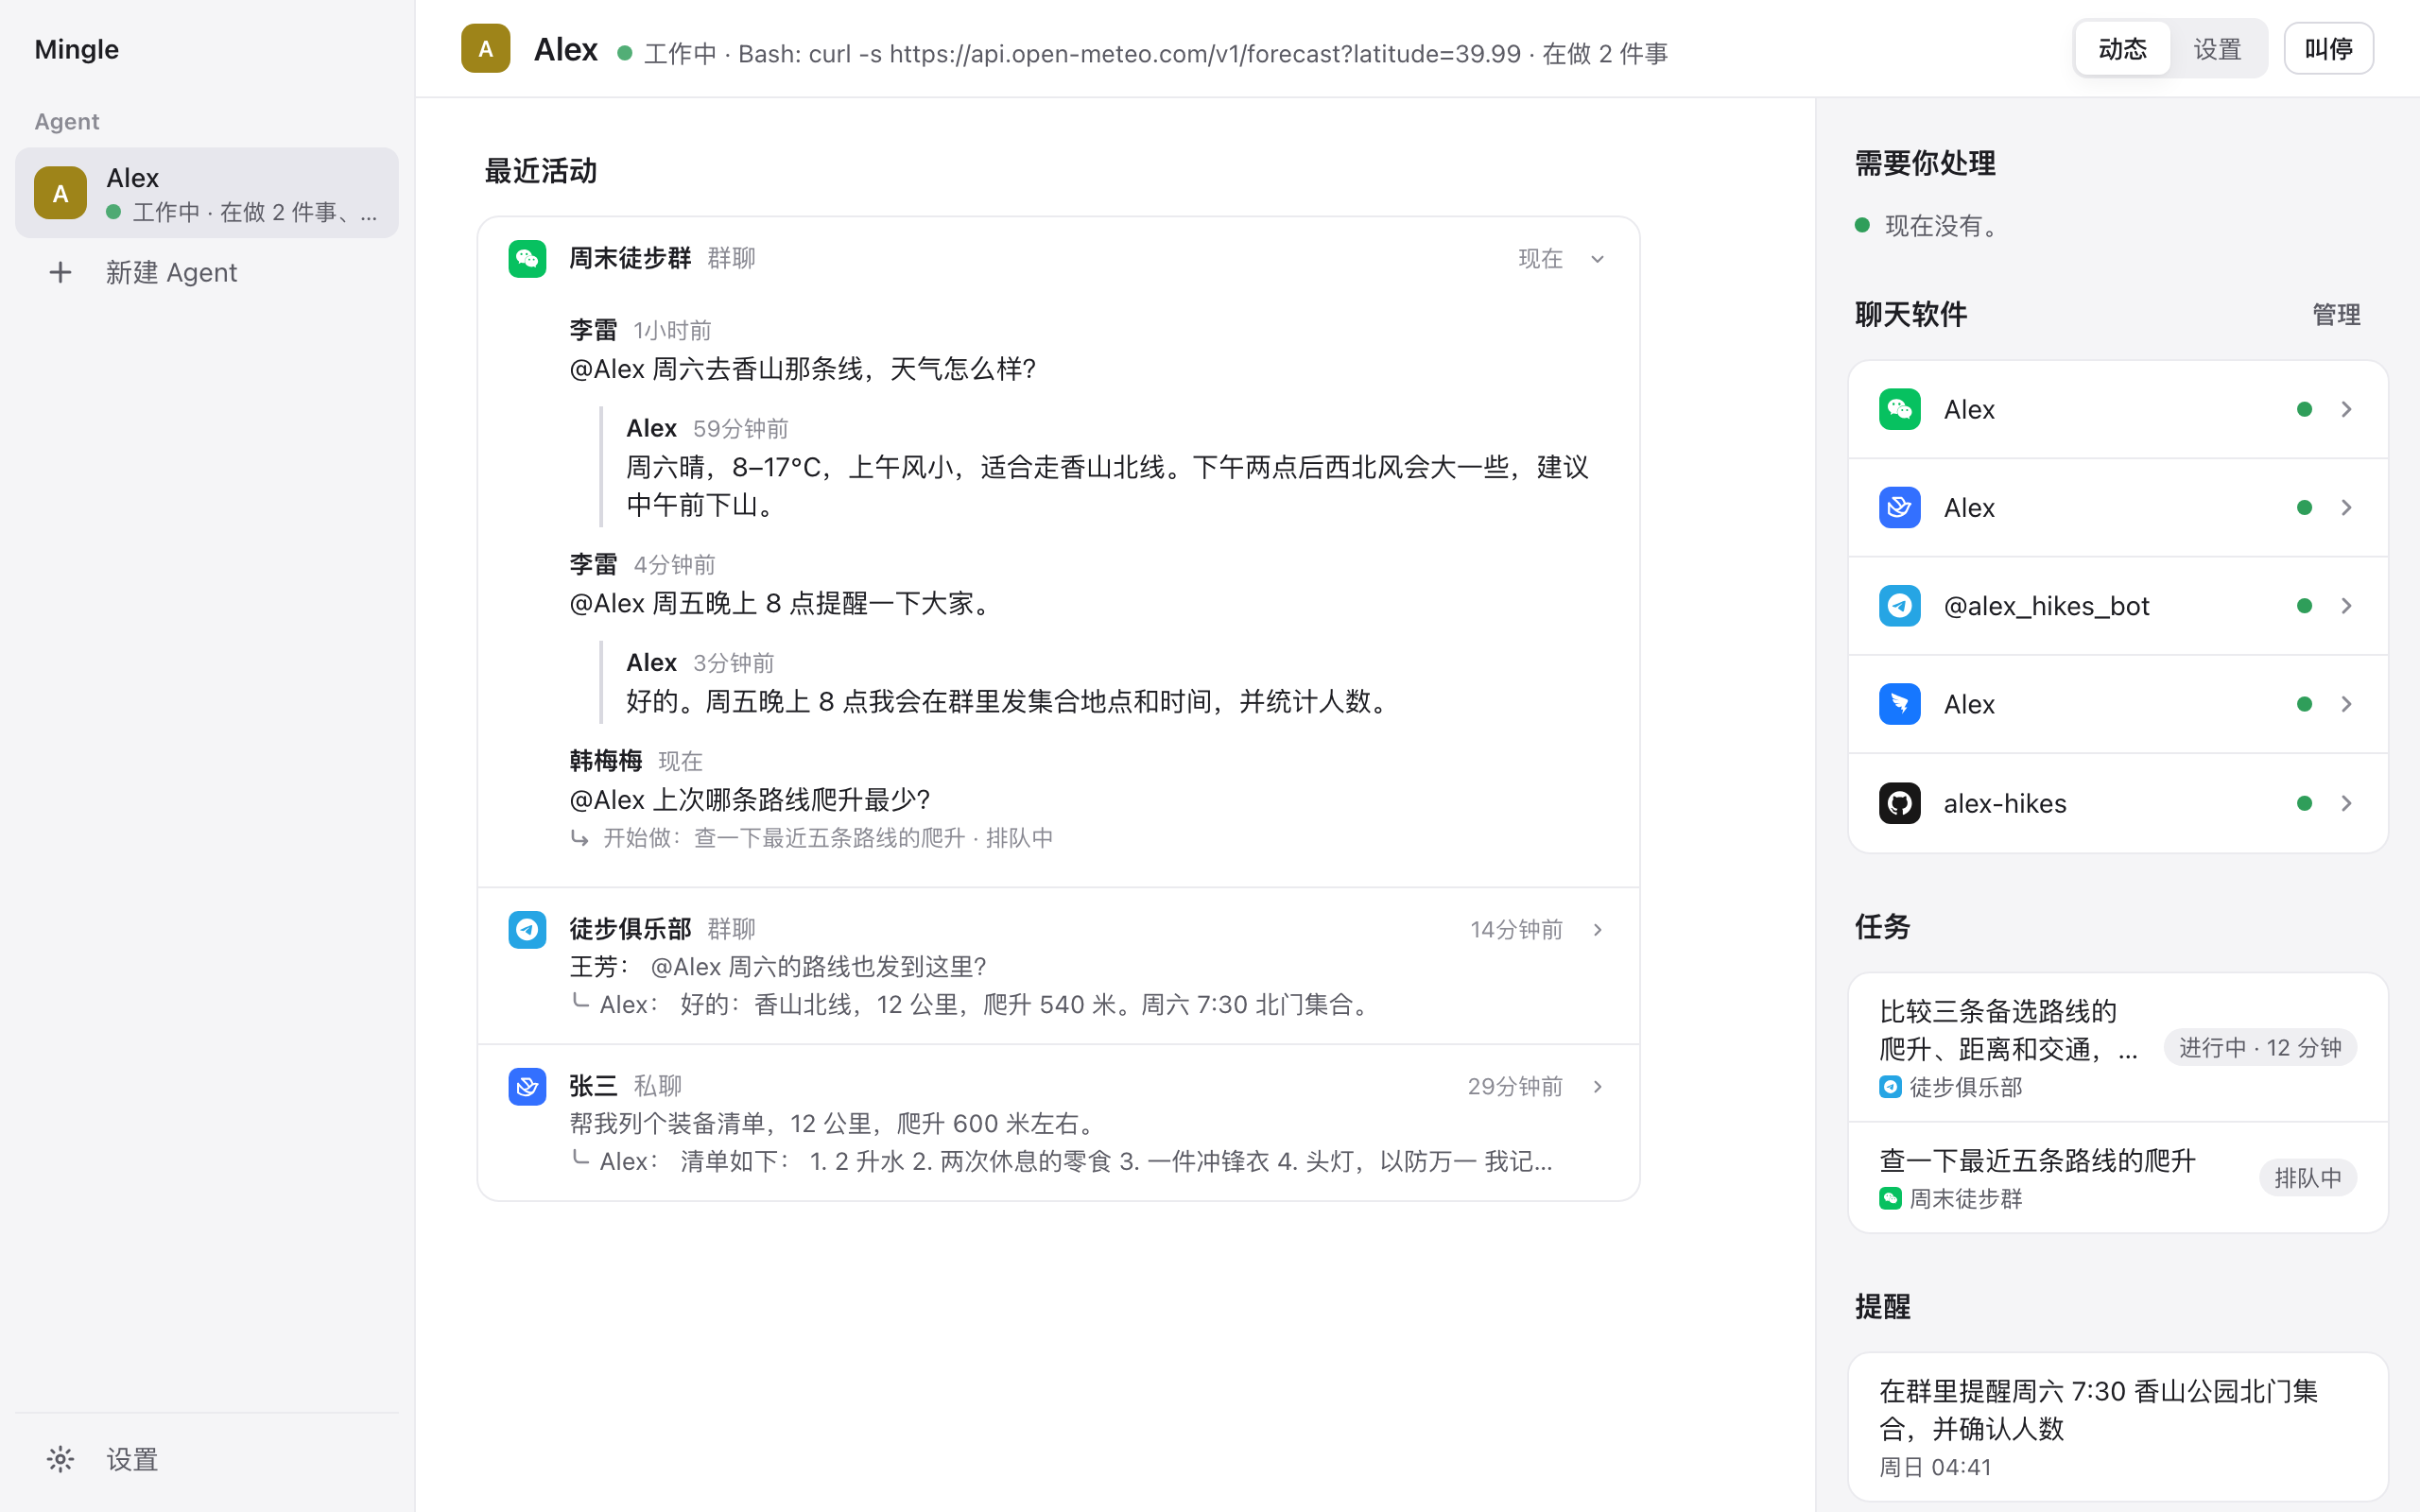 Mingle
Agent
A
Alex
工作中 · 在做 2 件事、...
新建 Agent
设置
A
Alex
工作中 · Bash: curl -s https://api.open-meteo.com/v1/forecast?latitude=39.99 · 在做 2 件事
动态
设置
叫停
最近活动
周末徒步群 群聊
现在
李雷 1小时前
@Alex 周六去香山那条线，天气怎么样？
Alex 59分钟前
周六晴，8–17°C，上午风小，适合走香山北线。下午两点后西北风会大一些，建议
中午前下山。
李雷 4分钟前
@Alex 周五晚上 8 点提醒一下大家。
Alex 3分钟前
好的。周五晚上 8 点我会在群里发集合地点和时间，并统计人数。
韩梅梅 现在
@Alex 上次哪条路线爬升最少？
开始做：查一下最近五条路线的爬升 · 排队中
徒步俱乐部 群聊
14分钟前
王芳： @Alex 周六的路线也发到这里？
Alex： 好的：香山北线，12 公里，爬升 540 米。周六 7:30 北门集合。
张三 私聊
29分钟前
帮我列个装备清单，12 公里，爬升 600 米左右。
Alex： 清单如下： 1. 2 升水 2. 两次休息的零食 3. 一件冲锋衣 4. 头灯，以防万一 我记...
需要你处理
现在没有。
聊天软件
管理
Alex
Alex
@alex_hikes_bot
Alex
alex-hikes
任务
比较三条备选路线的
爬升、距离和交通，...
进行中 · 12 分钟
徒步俱乐部
查一下最近五条路线的爬升
排队中
周末徒步群
提醒
在群里提醒周六 7:30 香山公园北门集
合，并确认人数
周日 04:41